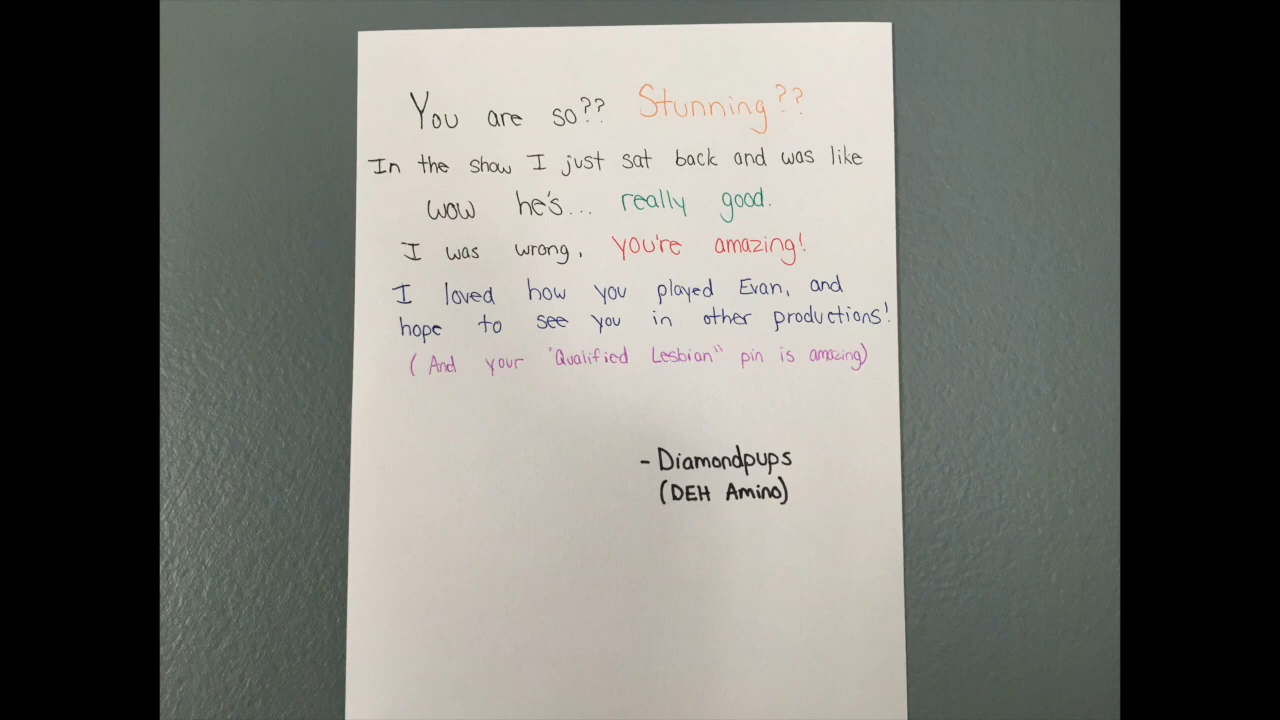 You are so?? Stunning??
In the show I just sat back and was like
wow he's... really good.
I was wrong, you're amazing!
I loved how you played Evan, and
hope to see you in other productions!
(And your "Qualified Lesbian" pin is amazing)
- Diamondpups
(DEH Amino)